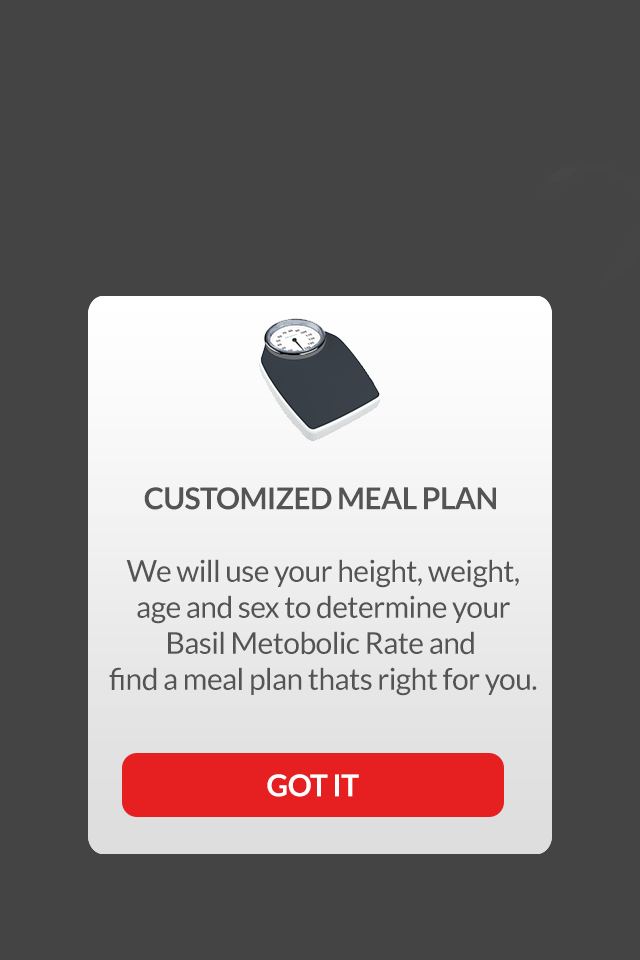 CUSTOMIZED MEAL PLAN
We will use your height, weight,
age and sex to determine your
Basil Metobolic Rate and
find a meal plan thats right for you.
GOT IT